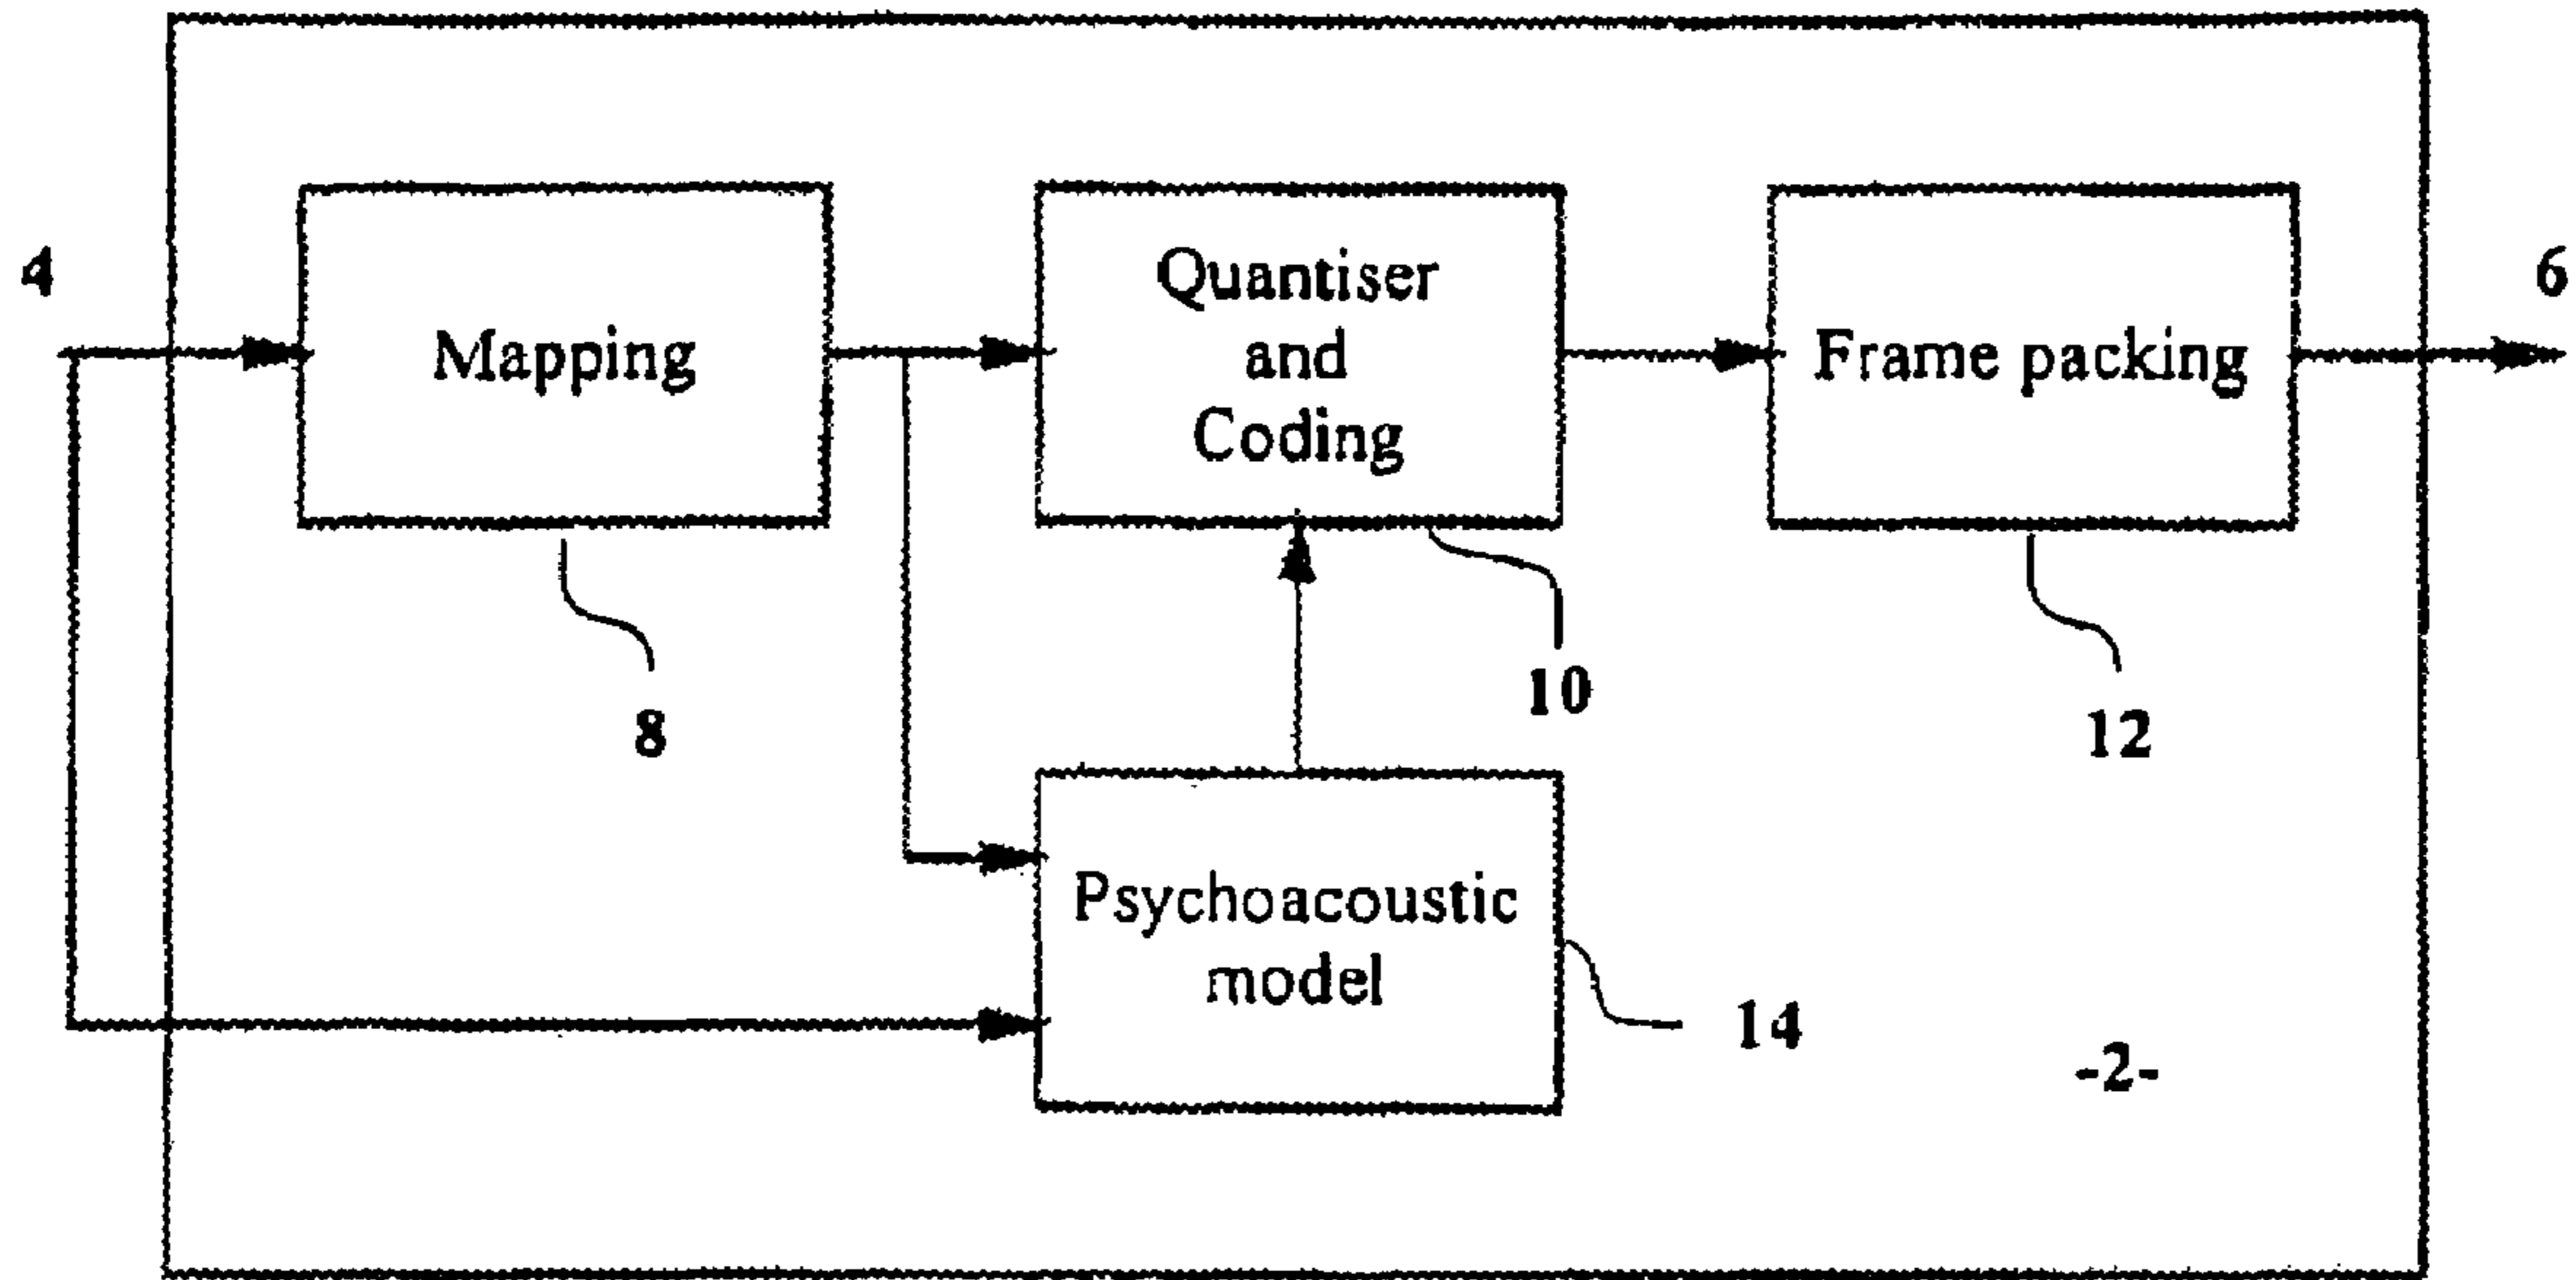 4
6
Mapping
Quantiser
and
Coding
Frame packing
8
10
12
Psychoacoustic
model
14
-2-